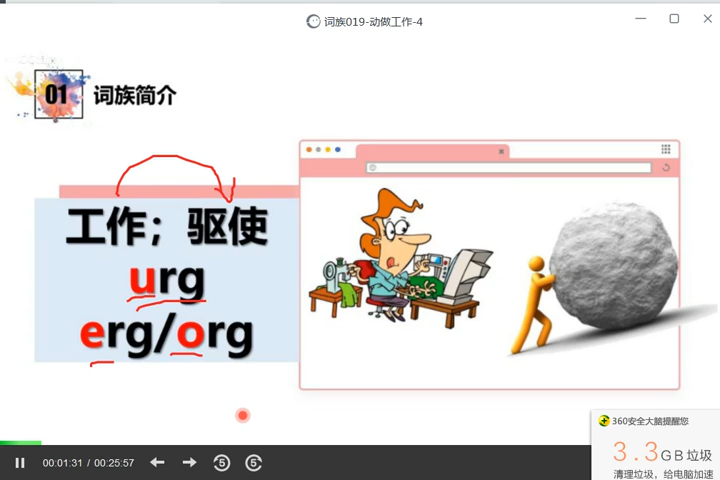 词族019-动做工作-4
01 词族简介
工作；驱使
urg
erg/org
360安全大脑提醒您
3.3GB垃圾
清理垃圾，给电脑加速
00:01:31 / 00:25:57
5 5